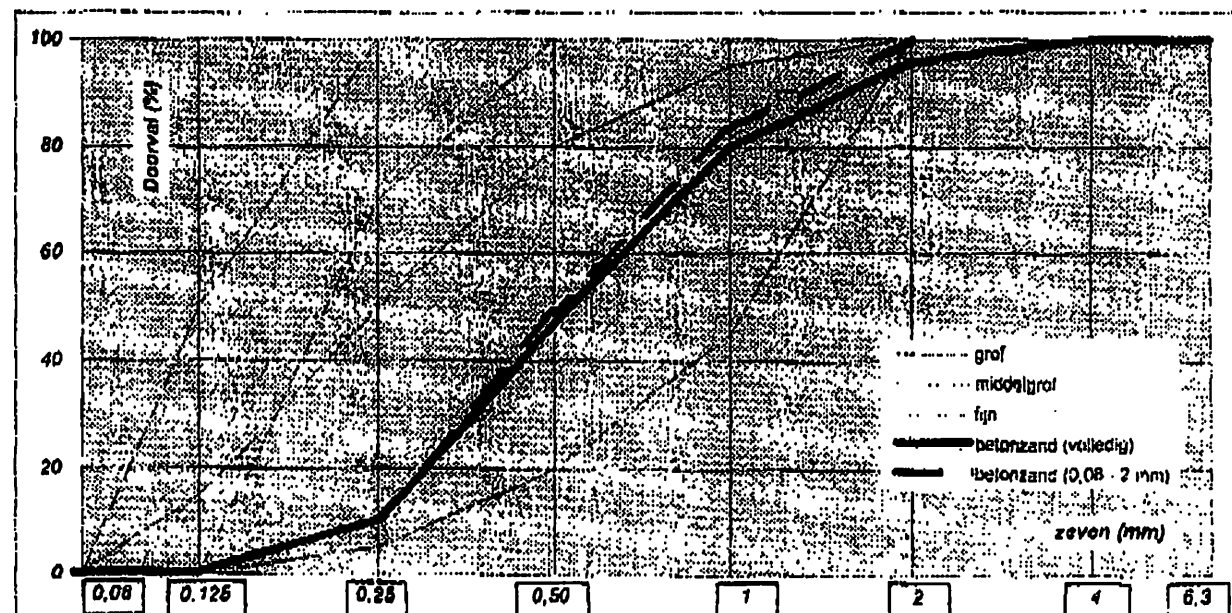 100
80
60
40
20
0
Doorval (%)
grof
middelgrof
fijn
betonzand (volledig)
betonzand (0,08 - 2 mm)
zeven (mm)
0,08 0.125 0,25 0,50 1 2 4 6,3